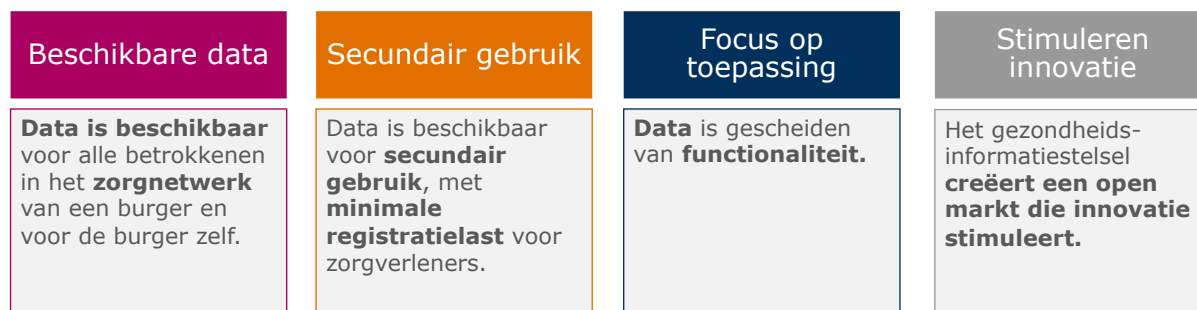 Beschikbare data
Data is beschikbaar
voor alle betrokkenen
in het zorgnetwerk
van een burger en
voor de burger zelf.
Secundair gebruik
Data is beschikbaar
voor secundair
gebruik, met
minimale
registratielast voor
zorgverleners.
Focus op
toepassing
Data is gescheiden
van functionaliteit.
Stimuleren
innovatie
Het gezondheids-
informatiestelsel
creëert een open
markt die innovatie
stimuleert.